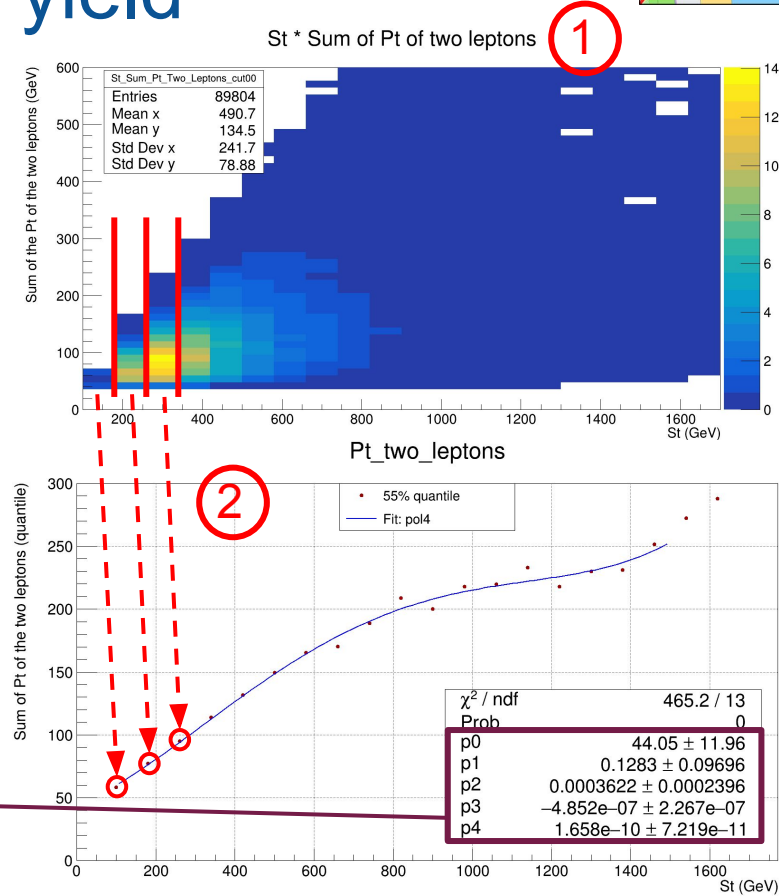 yield
St * Sum of Pt of two leptons
1
St_Sum_Pt_Two_Leptons_cut00
Entries 89804
Mean x 490.7
Mean y 134.5
Std Dev x 241.7
Std Dev y 78.88
Sum of the Pt of the two leptons (GeV)
600
500
400
300
200
100
0
200 400 600 800 1000 1200 1400 1600
St (GeV)
14
12
10
8
6
4
2
0
Pt_two_leptons
2
55% quantile
Fit: pol4
Sum of Pt of the two leptons (quantile)
300
250
200
150
100
50
0
χ² / ndf 465.2 / 13
Prob 0
p0 44.05 ± 11.96
p1 0.1283 ± 0.09696
p2 0.0003622 ± 0.0002396
p3 −4.852e−07 ± 2.267e−07
p4 1.658e−10 ± 7.219e−11
0 200 400 600 800 1000 1200 1400 1600
St (GeV)